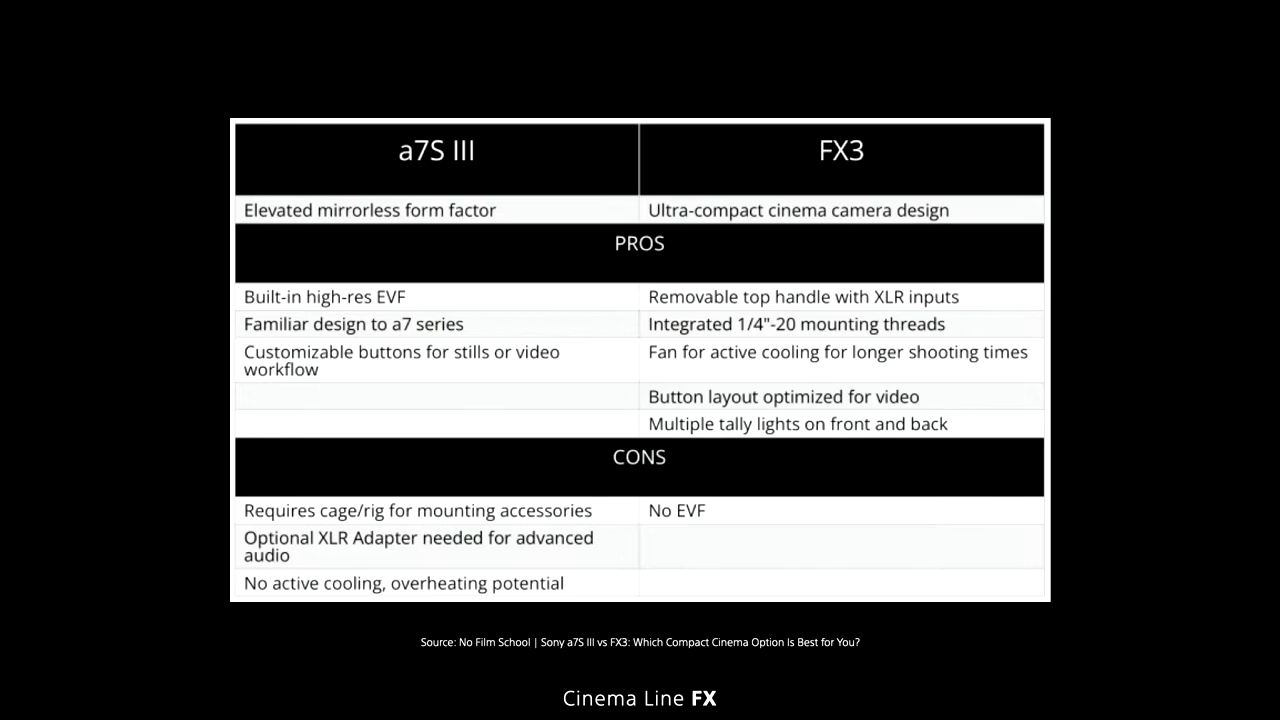 a7S III
FX3
Elevated mirrorless form factor
Ultra-compact cinema camera design
PROS
Built-in high-res EVF
Removable top handle with XLR inputs
Familiar design to a7 series
Integrated 1/4"-20 mounting threads
Customizable buttons for stills or video
workflow
Fan for active cooling for longer shooting times
Button layout optimized for video
Multiple tally lights on front and back
CONS
Requires cage/rig for mounting accessories
No EVF
Optional XLR Adapter needed for advanced
audio
No active cooling, overheating potential
Source: No Film School | Sony a7S III vs FX3: Which Compact Cinema Option Is Best for You?
Cinema Line FX